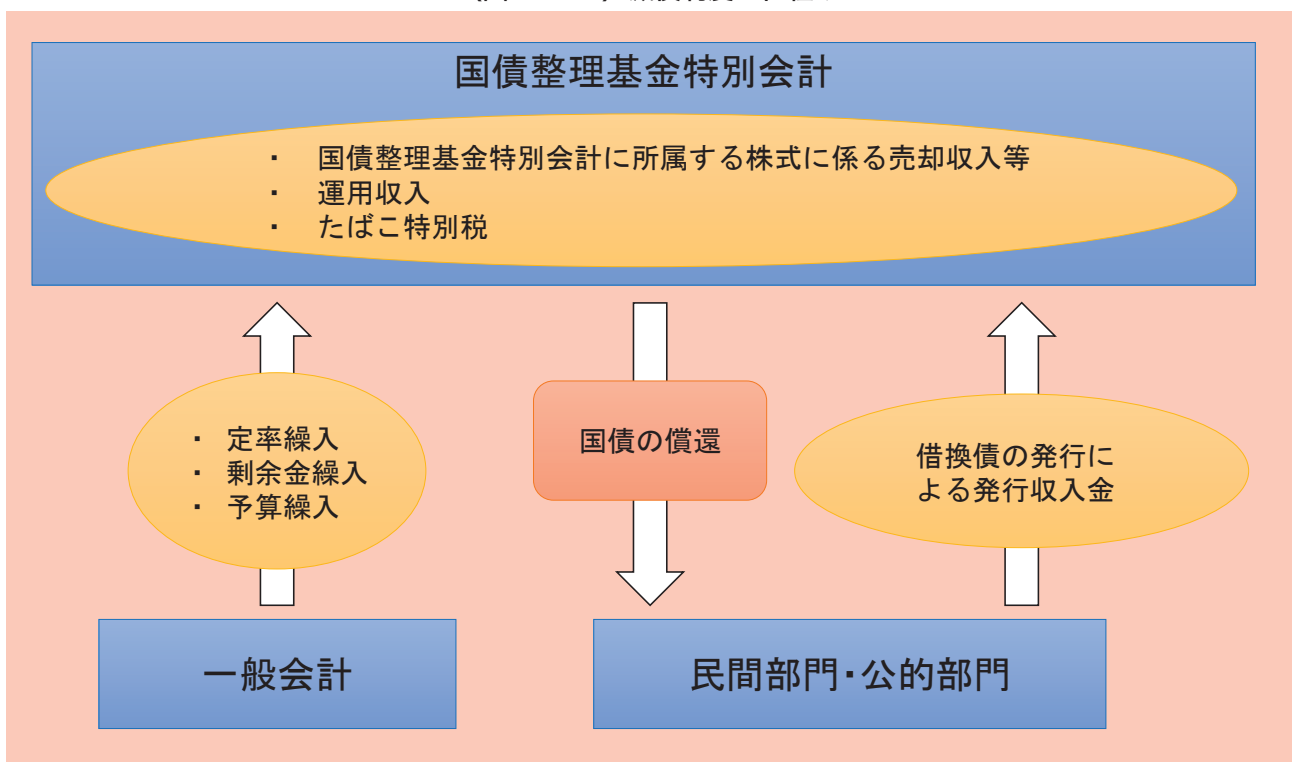 国債整理基金特別会計
・ 国債整理基金特別会計に所属する株式に係る売却収入等
・ 運用収入
・ たばこ特別税
・ 定率繰入
・ 剰余金繰入
・ 予算繰入
国債の償還
借換債の発行に
よる発行収入金
一般会計
民間部門・公的部門